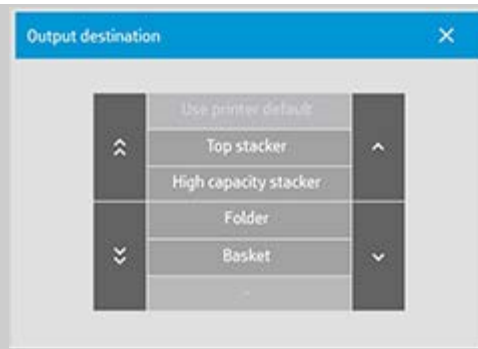 Output destination
Use printer default
Top stacker
High capacity stacker
Folder
Basket
-